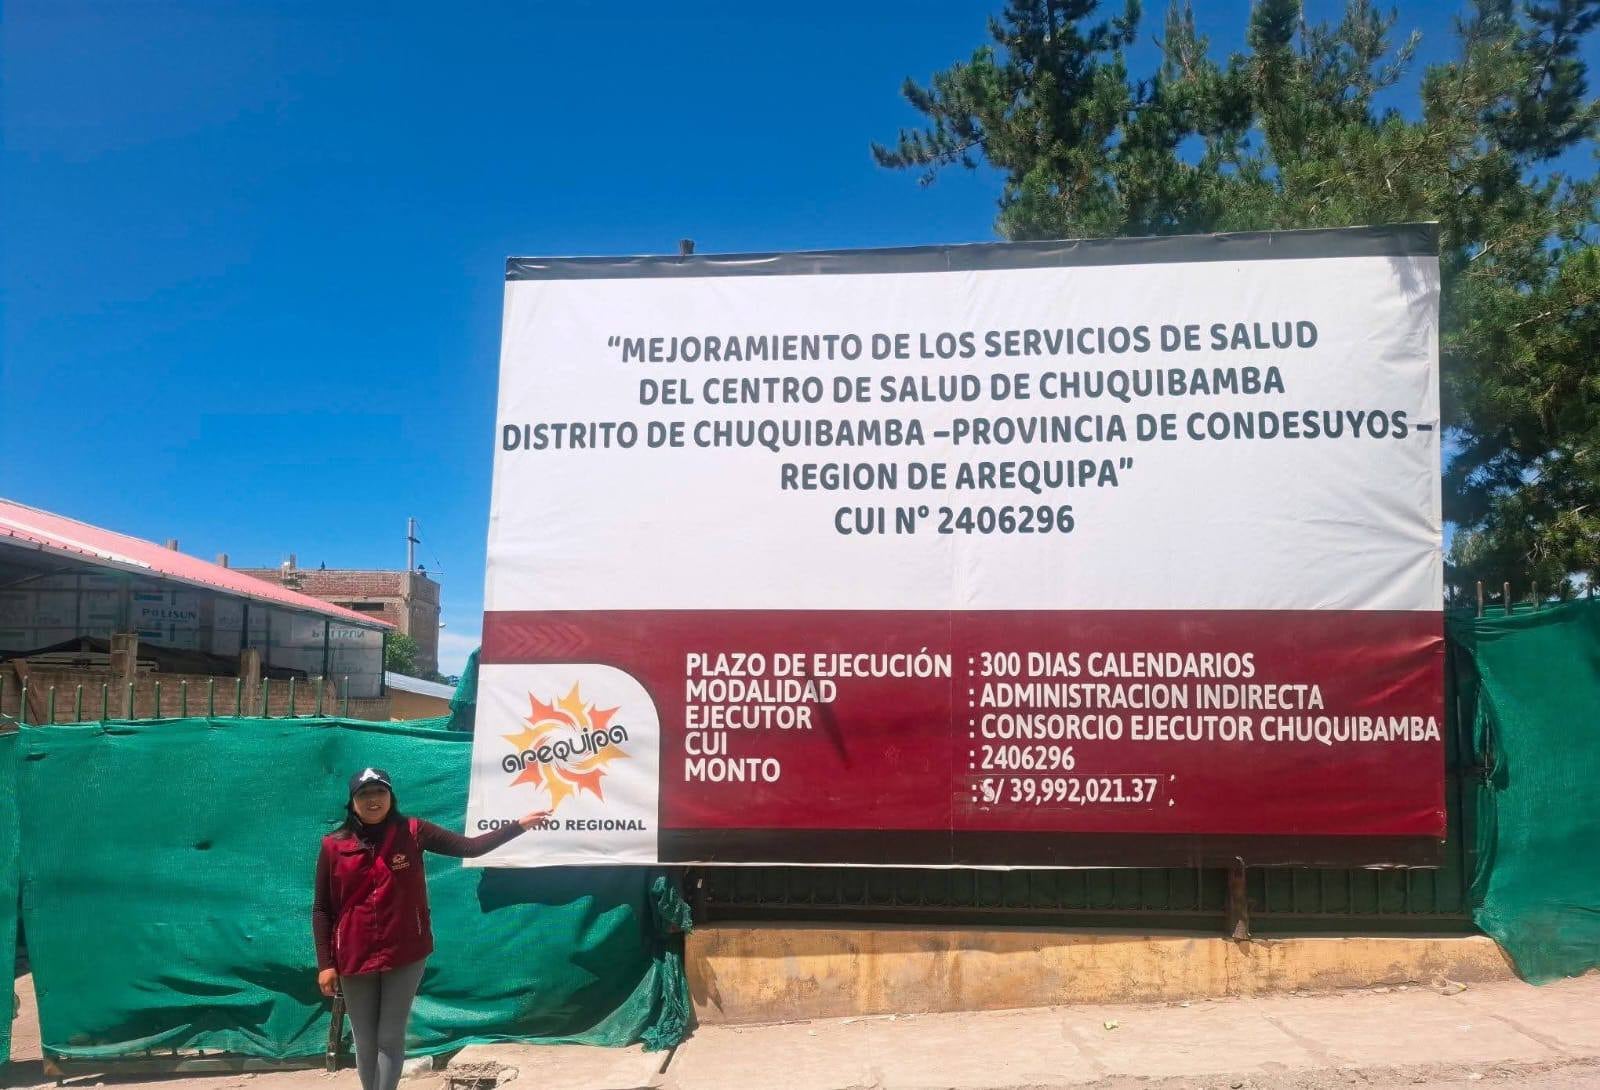 “MEJORAMIENTO DE LOS SERVICIOS DE SALUD
DEL CENTRO DE SALUD DE CHUQUIBAMBA
DISTRITO DE CHUQUIBAMBA –PROVINCIA DE CONDESUYOS –
REGION DE AREQUIPA”
CUI N° 2406296
PLAZO DE EJECUCIÓN : 300 DIAS CALENDARIOS
MODALIDAD : ADMINISTRACION INDIRECTA
EJECUTOR : CONSORCIO EJECUTOR CHUQUIBAMBA
CUI : 2406296
MONTO : S/ 39,992,021.37
arequipa
REGIONAL
POLISUN